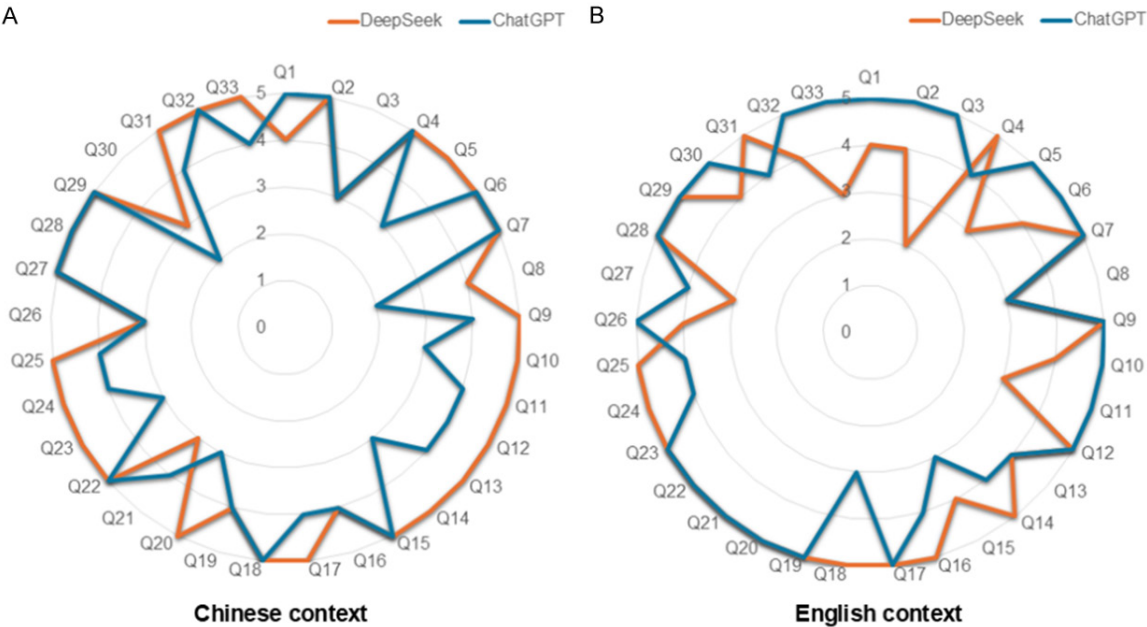 A
DeepSeek ChatGPT
Q1
Q2
Q3
Q4
Q5
Q6
Q7
Q8
Q9
Q10
Q11
Q12
Q13
Q14
Q15
Q16
Q17
Q18
Q19
Q20
Q21
Q22
Q23
Q24
Q25
Q26
Q27
Q28
Q29
Q30
Q31
Q32
Q33
5
4
3
2
1
0
Chinese context
B
DeepSeek ChatGPT
Q1
Q2
Q3
Q4
Q5
Q6
Q7
Q8
Q9
Q10
Q11
Q12
Q13
Q14
Q15
Q16
Q17
Q18
Q19
Q20
Q21
Q22
Q23
Q24
Q25
Q26
Q27
Q28
Q29
Q30
Q31
Q32
Q33
5
4
3
2
1
0
English context